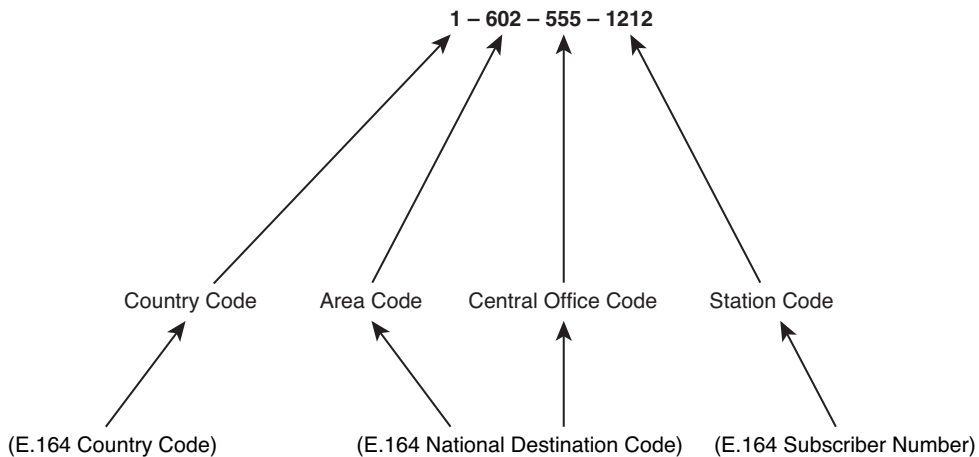 1 – 602 – 555 – 1212
Country Code Area Code Central Office Code Station Code
(E.164 Country Code) (E.164 National Destination Code) (E.164 Subscriber Number)